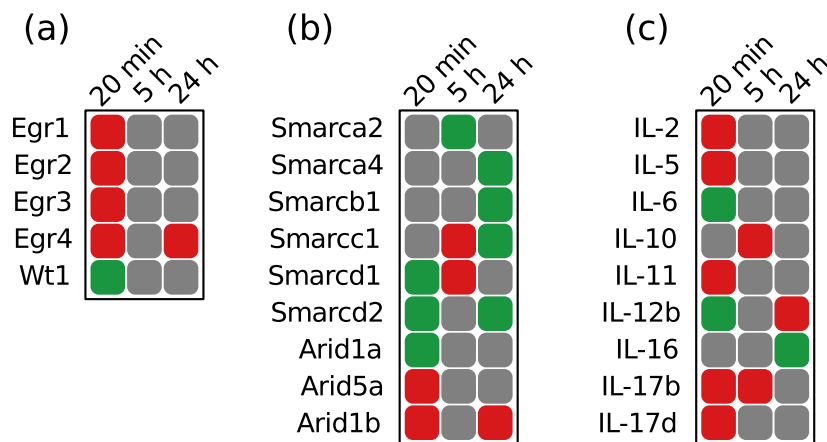 (a)
20 min 5 h 24 h
Egr1
Egr2
Egr3
Egr4
Wt1
(b)
20 min 5 h 24 h
Smarca2
Smarca4
Smarcb1
Smarcc1
Smarcd1
Smarcd2
Arid1a
Arid5a
Arid1b
(c)
20 min 5 h 24 h
IL-2
IL-5
IL-6
IL-10
IL-11
IL-12b
IL-16
IL-17b
IL-17d